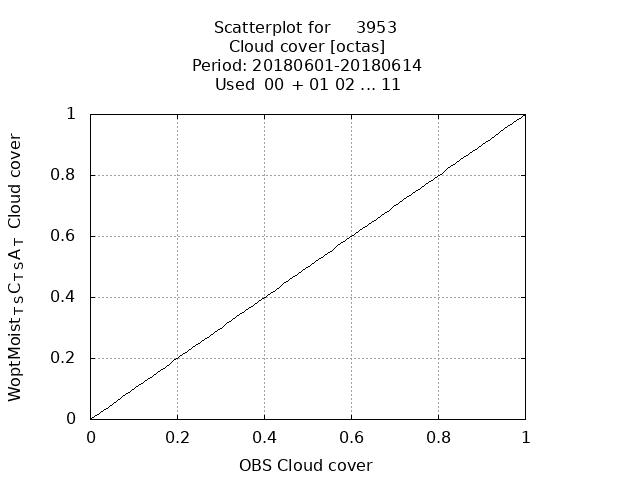 Scatterplot for 3953
Cloud cover [octas]
Period: 20180601-20180614
Used 00 + 01 02 ... 11
1
0.8
0.6
0.4
0.2
0
WoptMoist_T_SC_T_SA_T Cloud cover
0 0.2 0.4 0.6 0.8 1
OBS Cloud cover